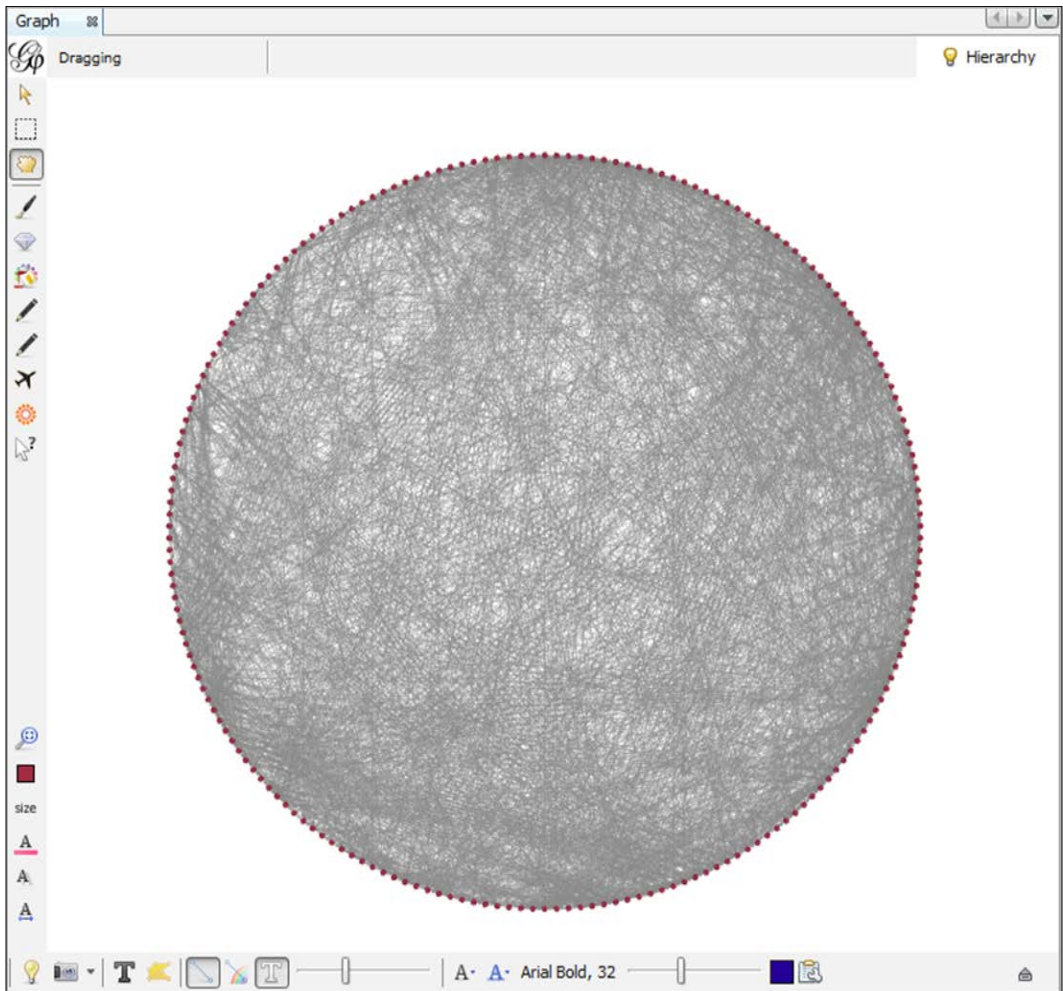 Graph
Dragging
Hierarchy
size
A
A
A
T T A A Arial Bold, 32